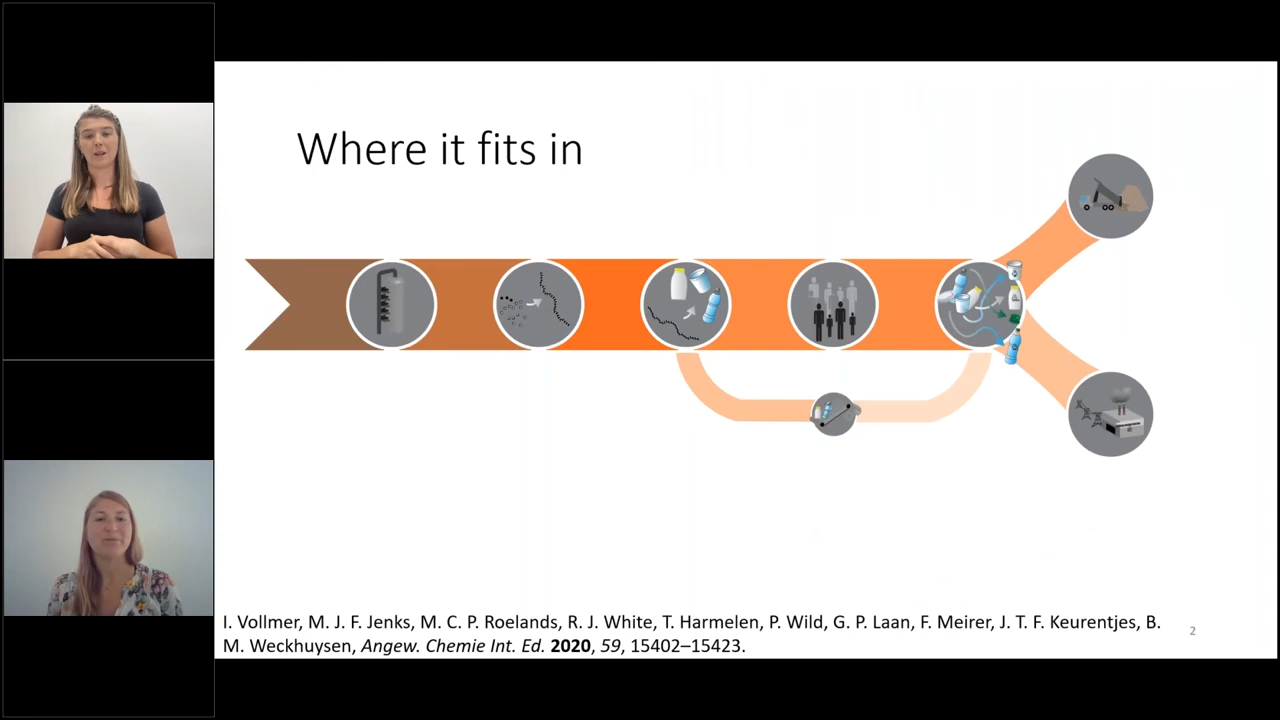 Where it fits in
I. Vollmer, M. J. F. Jenks, M. C. P. Roelands, R. J. White, T. Harmelen, P. Wild, G. P. Laan, F. Meirer, J. T. F. Keurentjes, B.
M. Weckhuysen, Angew. Chemie Int. Ed. 2020, 59, 15402–15423.
2